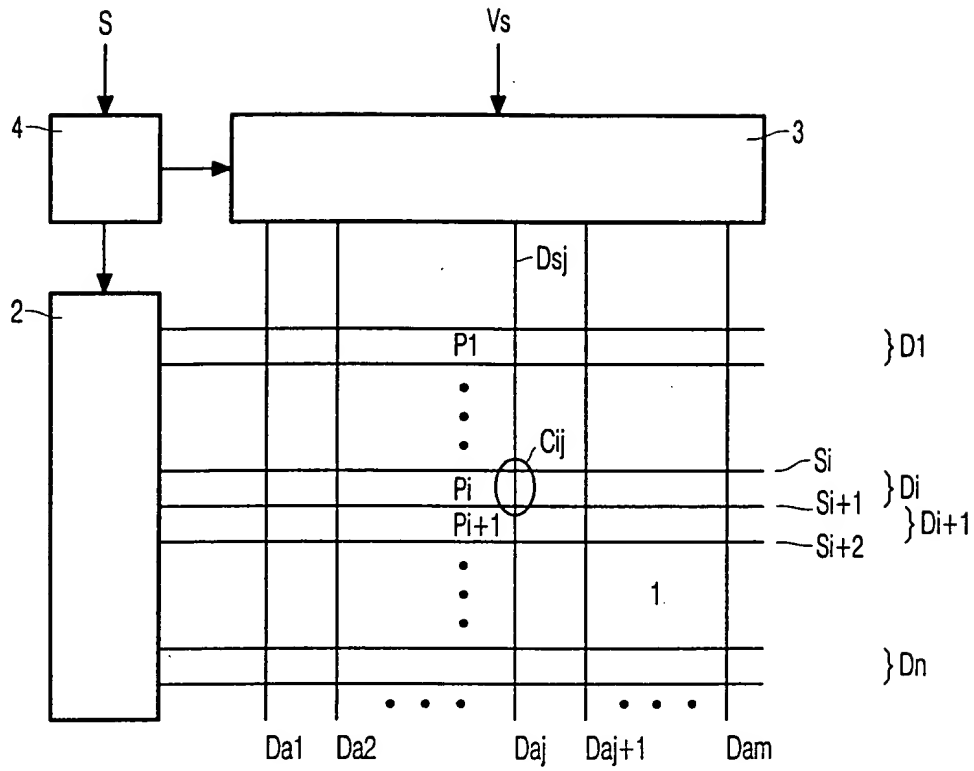 S
Vs
4
3
Dsj
2
P1
D1
Cij
Si
Pi
Di
Si+1
Pi+1
Di+1
Si+2
1
Dn
Da1
Da2
Daj
Daj+1
Dam